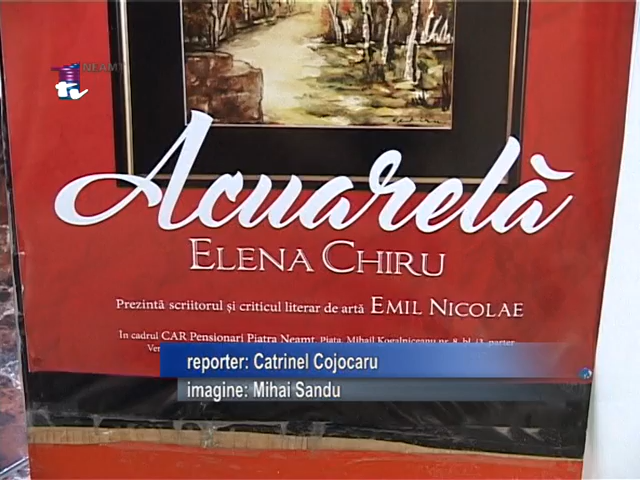 NEAMȚ
tv
Acuarelă
ELENA CHIRU
Prezintă scriitorul și criticul literar de artă EMIL NICOLAE
În cadrul CAR Pensionari Piatra Neamț, Piața Mihail Kogălniceanu nr. 8, bl. parter
reporter: Catrinel Cojocaru
imagine: Mihai Sandu